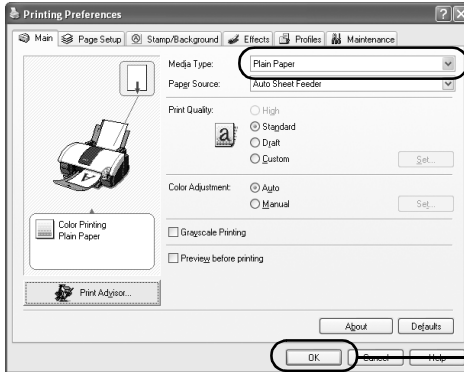 Printing Preferences
Main Page Setup Stamp/Background Effects Profiles Maintenance
Media Type: Plain Paper
Paper Source: Auto Sheet Feeder
Print Quality: High
Standard
Draft
Custom Set...
Color Adjustment: Auto
Manual Set...
Color Printing
Plain Paper
Grayscale Printing
Preview before printing
Print Advisor...
About Defaults
OK Cancel Help